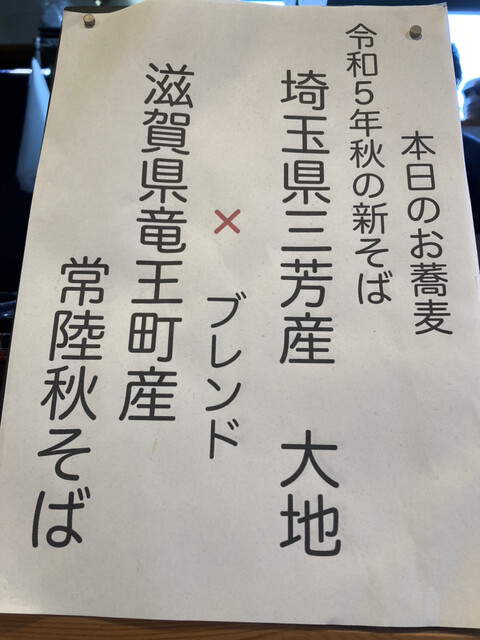 本日のお蕎麦
令和5年秋の新そば
埼玉県三芳産 大地
× ブレンド
滋賀県竜王町産
常陸秋そば